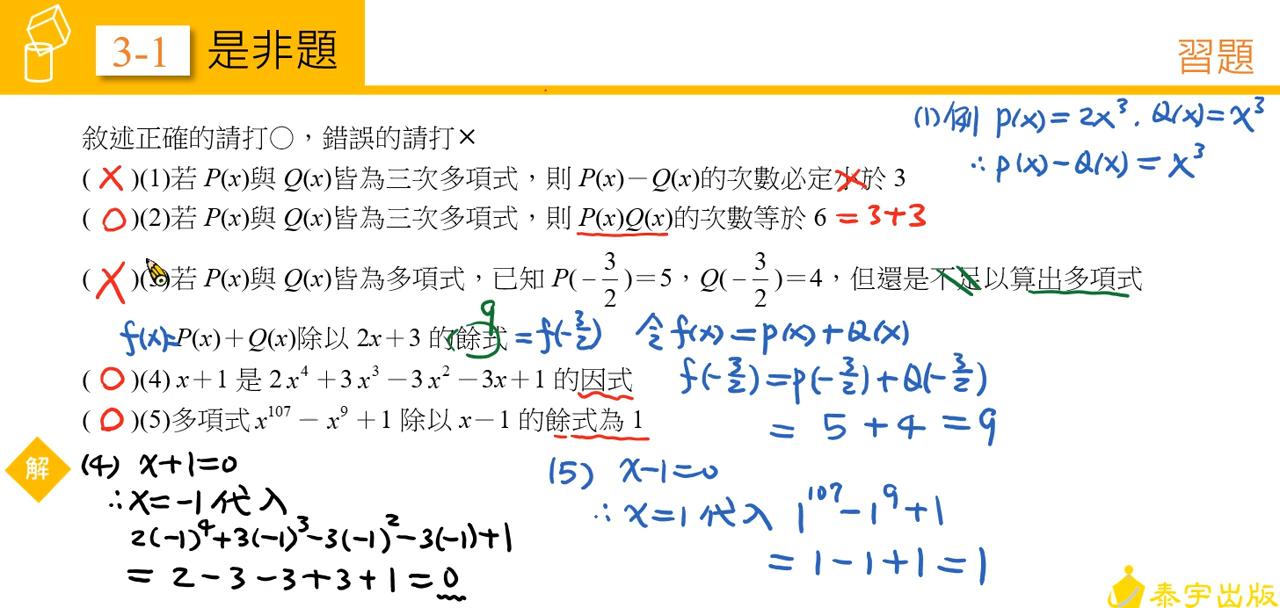 3-1 是非題
習題
(1)例 P(x)=2x³. Q(x)=x³
∴ P(x)-Q(x)=x³
敘述正確的請打○,錯誤的請打×
(X)(1)若 P(x)與 Q(x)皆為三次多項式,則 P(x)-Q(x)的次數必定小於 3
(O)(2)若 P(x)與 Q(x)皆為三次多項式,則 P(x)Q(x)的次數等於 6 =3+3
(X)(3)若 P(x)與 Q(x)皆為多項式,已知 P(-3/2)=5,Q(-3/2)=4,但還是不足以算出多項式
f(x)=P(x)+Q(x)除以 2x+3 的餘式 =f(-3/2) 9
令 f(x)=P(x)+Q(x)
f(-3/2)=P(-3/2)+Q(-3/2)
= 5+4=9
(O)(4) x+1 是 2x⁴+3x³-3x²-3x+1 的因式
(O)(5)多項式 x¹⁰⁷-x⁹+1 除以 x-1 的餘式為 1
解
(4) x+1=0
∴x=-1代入
2(-1)⁴+3(-1)³-3(-1)²-3(-1)+1
= 2-3-3+3+1=0
(5) x-1=0
∴ x=1代入 1¹⁰⁷-1⁹+1
= 1-1+1=1
泰宇出版